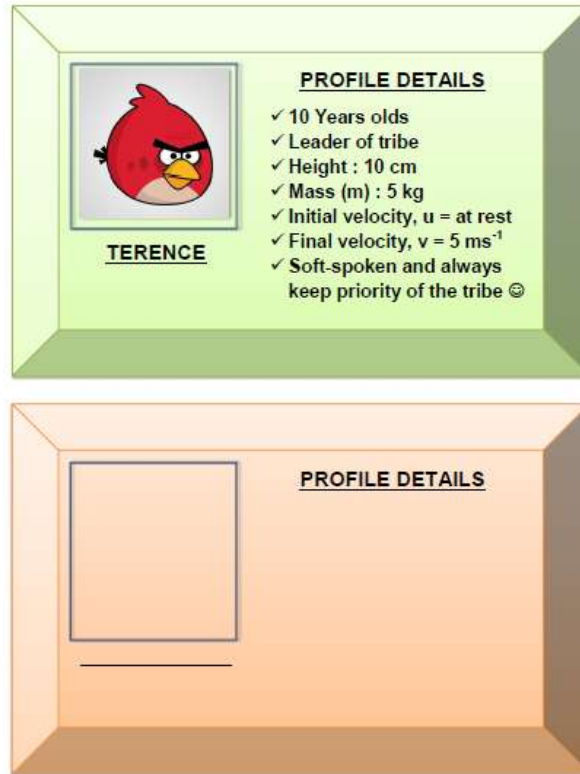 PROFILE DETAILS
✓ 10 Years olds
✓ Leader of tribe
✓ Height : 10 cm
✓ Mass (m) : 5 kg
✓ Initial velocity, u = at rest
✓ Final velocity, v = 5 ms⁻¹
✓ Soft-spoken and always
keep priority of the tribe ☺
TERENCE
PROFILE DETAILS